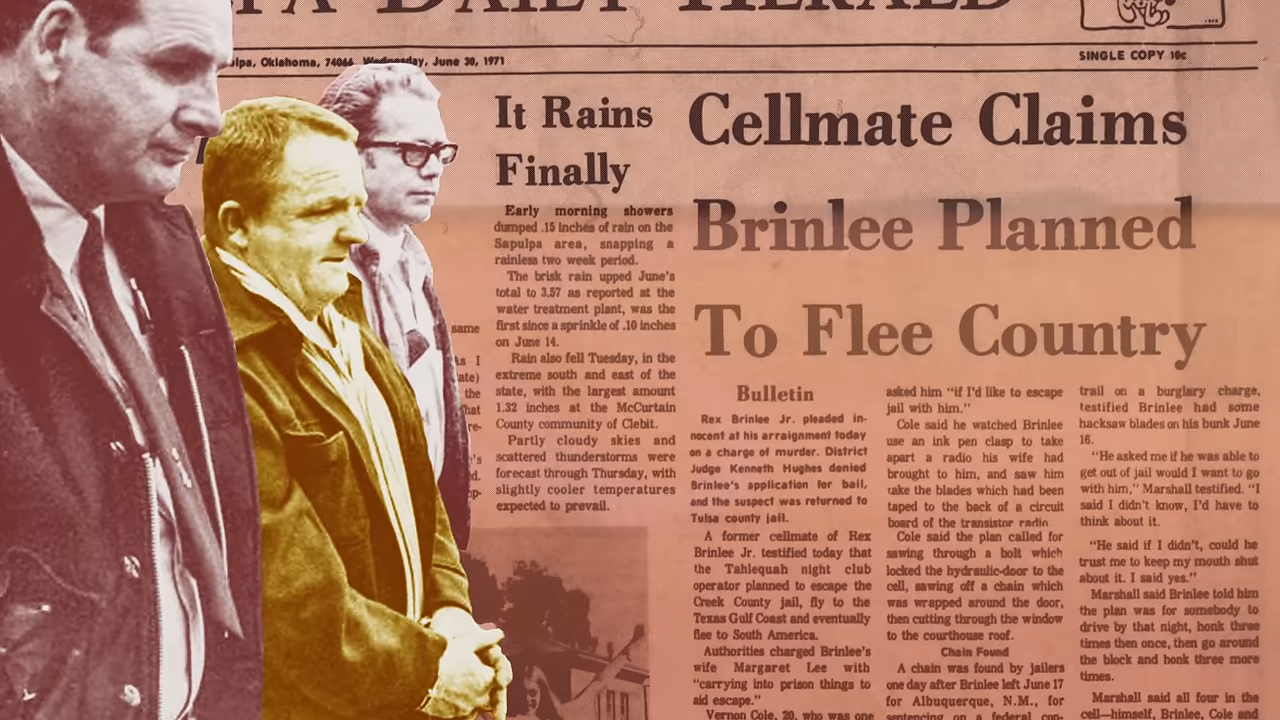 DAILY HERALD
Oklahoma, 74066 Wednesday, June 30, 1971
SINGLE COPY 10c
same
As I
the
It Rains
Finally
Early morning showers
dumped .15 inches of rain on the
Sapulpa area, snapping a
rainless two week period.
The brisk rain upped June's
total to 3.57 as reported at the
water treatment plant, was the
first since a sprinkle of .10 inches
on June 14.
Rain also fell Tuesday, in the
extreme south and east of the
state, with the largest amount
1.32 inches at the McCurtain
County community of Clebit.
Partly cloudy skies and
scattered thunderstorms were
forecast through Thursday, with
slightly cooler temperatures
expected to prevail.
Cellmate Claims
Brinlee Planned
To Flee Country
Bulletin
Rex Brinlee Jr. pleaded in-
nocent at his arraignment today
on a charge of murder. District
Judge Kenneth Hughes denied
Brinlee's application for bail,
and the suspect was returned to
Tulsa county jail.
A former cellmate of Rex
Brinlee Jr. testified today that
the Tahlequah night club
operator planned to escape the
Creek County jail, fly to the
Texas Gulf Coast and eventually
flee to South America.
Authorities charged Brinlee's
wife Margaret Lee with
"carrying into prison things to
aid escape."
Vernon Cole, 20, who was one
asked him "if I'd like to escape
jail with him."
Cole said he watched Brinlee
use an ink pen clasp to take
apart a radio his wife had
brought to him, and saw him
take the blades which had been
taped to the back of a circuit
board of the transistor radio.
Cole said the plan called for
sawing through a bolt which
locked the hydraulic-door to the
cell, sawing off a chain which
was wrapped around the door,
then cutting through the window
to the courthouse roof.
Chain Found
A chain was found by jailers
one day after Brinlee left June 17
for Albuquerque, N.M., for
sentencing on a federal con-
trail on a burglary charge,
testified Brinlee had some
hacksaw blades on his bunk June
16.
"He asked me if he was able to
get out of jail would I want to go
with him," Marshall testified. "I
said I didn't know, I'd have to
think about it.
"He said if I didn't, could he
trust me to keep my mouth shut
about it. I said yes."
Marshall said Brinlee told him
the plan was for somebody to
drive by that night, honk three
times then once, then go around
the block and honk three more
times.
Marshall said all four in the
cell—himself, Brinlee, Cole and